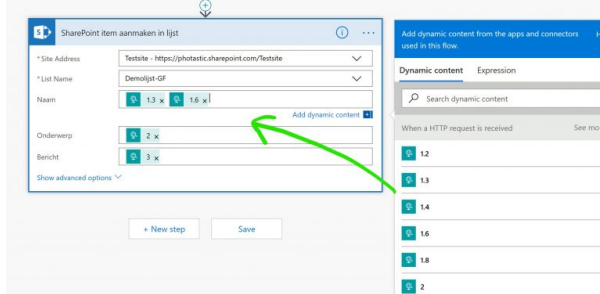 SharePoint item aanmaken in lijst
* Site Address
Testsite - https://photastic.sharepoint.com/Testsite
* List Name
Demolijst-GF
Naam
1.3 x 1.6 x
Add dynamic content +
Onderwerp
2 x
Bericht
3 x
Show advanced options
+ New step
Save
Add dynamic content from the apps and connectors
used in this flow.
Dynamic content
Expression
Search dynamic content
When a HTTP request is received
See mo
1.2
1.3
1.4
1.6
1.8
2